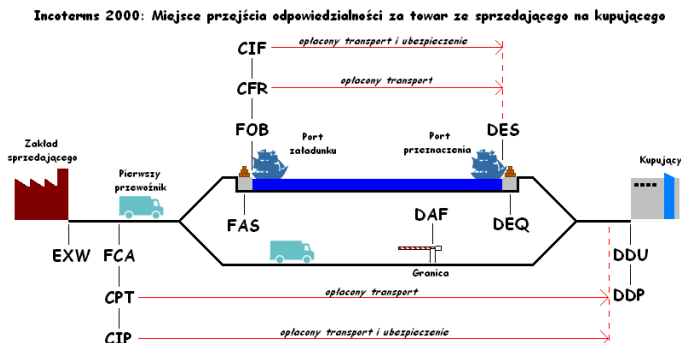 Incoterms 2000: Miejsce przejścia odpowiedzialności za towar ze sprzedającego na kupującego
CIF
opłacony transport i ubezpieczenie
CFR
opłacony transport
FOB
Port
załadunku
Port
przeznaczenia
DES
Zakład
sprzedającego
Pierwszy
przewoźnik
Kupujący
FAS
DAF
DEQ
EXW
FCA
Granica
DDU
CPT
opłacony transport
DDP
CIP
opłacony transport i ubezpieczenie